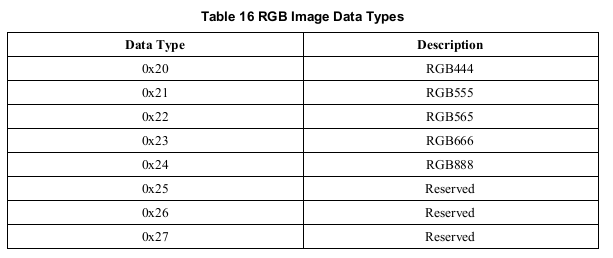 Table 16 RGB Image Data Types
Data Type Description
0x20 RGB444
0x21 RGB555
0x22 RGB565
0x23 RGB666
0x24 RGB888
0x25 Reserved
0x26 Reserved
0x27 Reserved